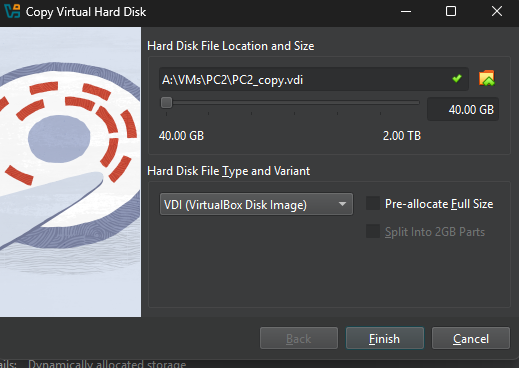 Copy Virtual Hard Disk
Hard Disk File Location and Size
A:\VMs\PC2\PC2_copy.vdi
40.00 GB
40.00 GB 2.00 TB
Hard Disk File Type and Variant
VDI (VirtualBox Disk Image) Pre-allocate Full Size
Split Into 2GB Parts
Back Finish Cancel
ails: Dynamically allocated storage